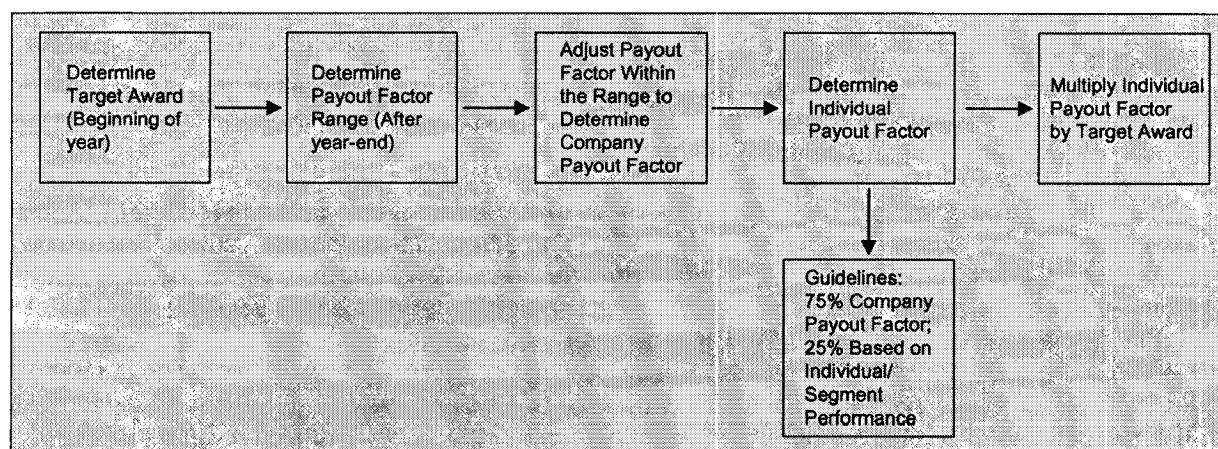 Determine
Target Award
(Beginning of
year)
Determine
Payout Factor
Range (After
year-end)
Adjust Payout
Factor Within
the Range to
Determine
Company
Payout Factor
Determine
Individual
Payout Factor
Multiply Individual
Payout Factor
by Target Award
Guidelines:
75% Company
Payout Factor;
25% Based on
Individual/
Segment
Performance